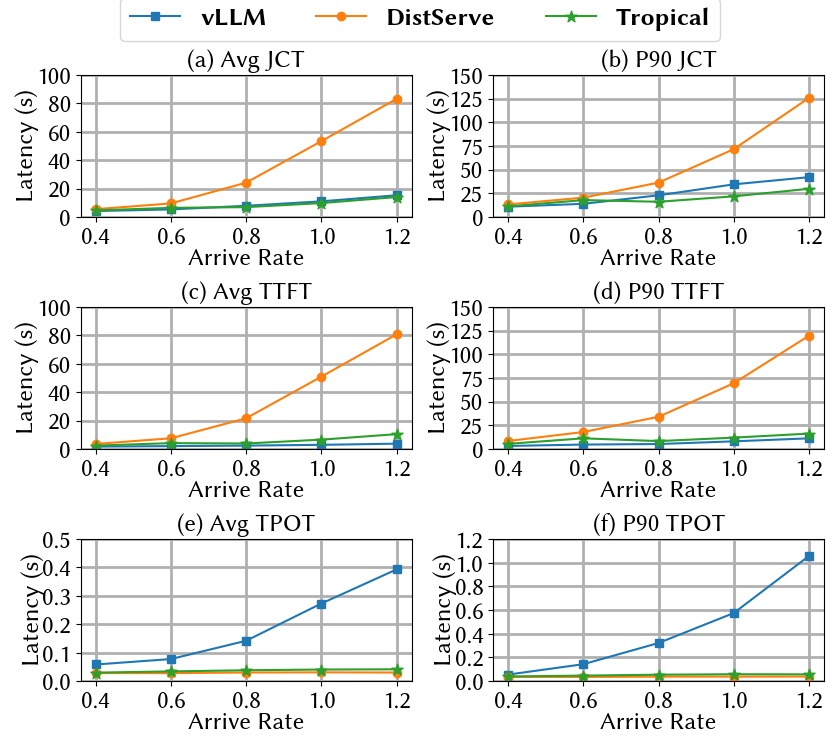 vLLM DistServe Tropical
(a) Avg JCT
Latency (s)
100
80
60
40
20
0
0.4 0.6 0.8 1.0 1.2
Arrive Rate
(b) P90 JCT
Latency (s)
150
125
100
75
50
25
0
0.4 0.6 0.8 1.0 1.2
Arrive Rate
(c) Avg TTFT
Latency (s)
100
80
60
40
20
0
0.4 0.6 0.8 1.0 1.2
Arrive Rate
(d) P90 TTFT
Latency (s)
150
125
100
75
50
25
0
0.4 0.6 0.8 1.0 1.2
Arrive Rate
(e) Avg TPOT
Latency (s)
0.5
0.4
0.3
0.2
0.1
0.0
0.4 0.6 0.8 1.0 1.2
Arrive Rate
(f) P90 TPOT
Latency (s)
1.2
1.0
0.8
0.6
0.4
0.2
0.0
0.4 0.6 0.8 1.0 1.2
Arrive Rate